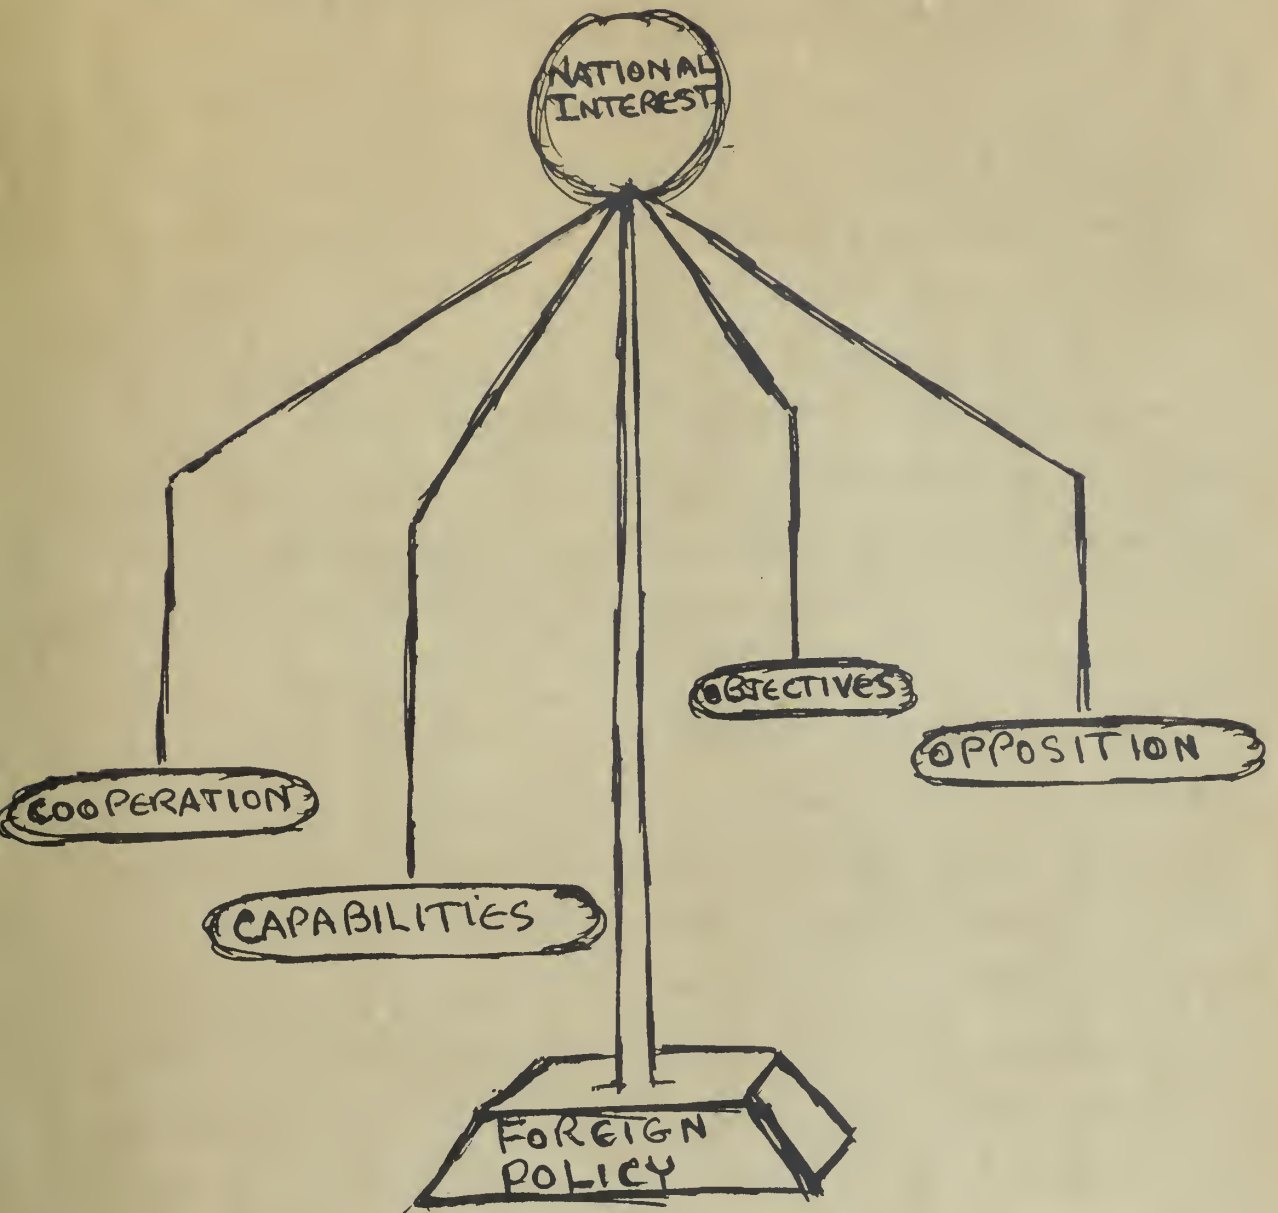 NATIONAL
INTEREST
OBJECTIVES
OPPOSITION
COOPERATION
CAPABILITIES
FOREIGN
POLICY